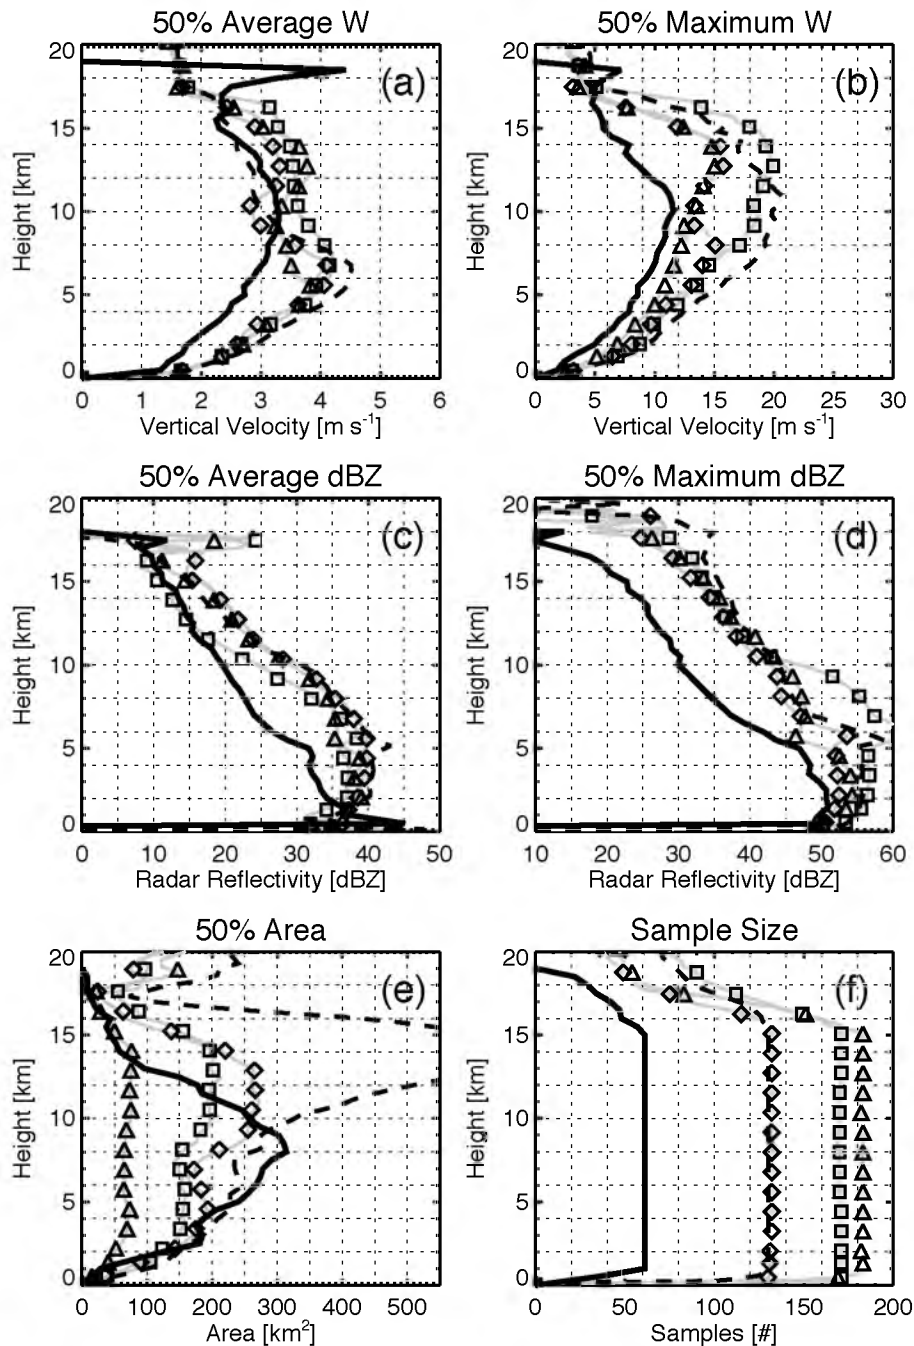 50% Average W
50% Maximum W
20
15
10
5
0
Height [km]
(a)
0 1 2 3 4 5 6
Vertical Velocity [m s-1]
20
15
10
5
0
Height [km]
(b)
0 5 10 15 20 25 30
Vertical Velocity [m s-1]
50% Average dBZ
50% Maximum dBZ
20
15
10
5
0
Height [km]
(c)
0 10 20 30 40 50
Radar Reflectivity [dBZ]
20
15
10
5
0
Height [km]
(d)
10 20 30 40 50 60
Radar Reflectivity [dBZ]
50% Area
Sample Size
20
15
10
5
0
Height [km]
(e)
0 100 200 300 400 500
Area [km2]
20
15
10
5
0
Height [km]
(f)
0 50 100 150 200
Samples [#]